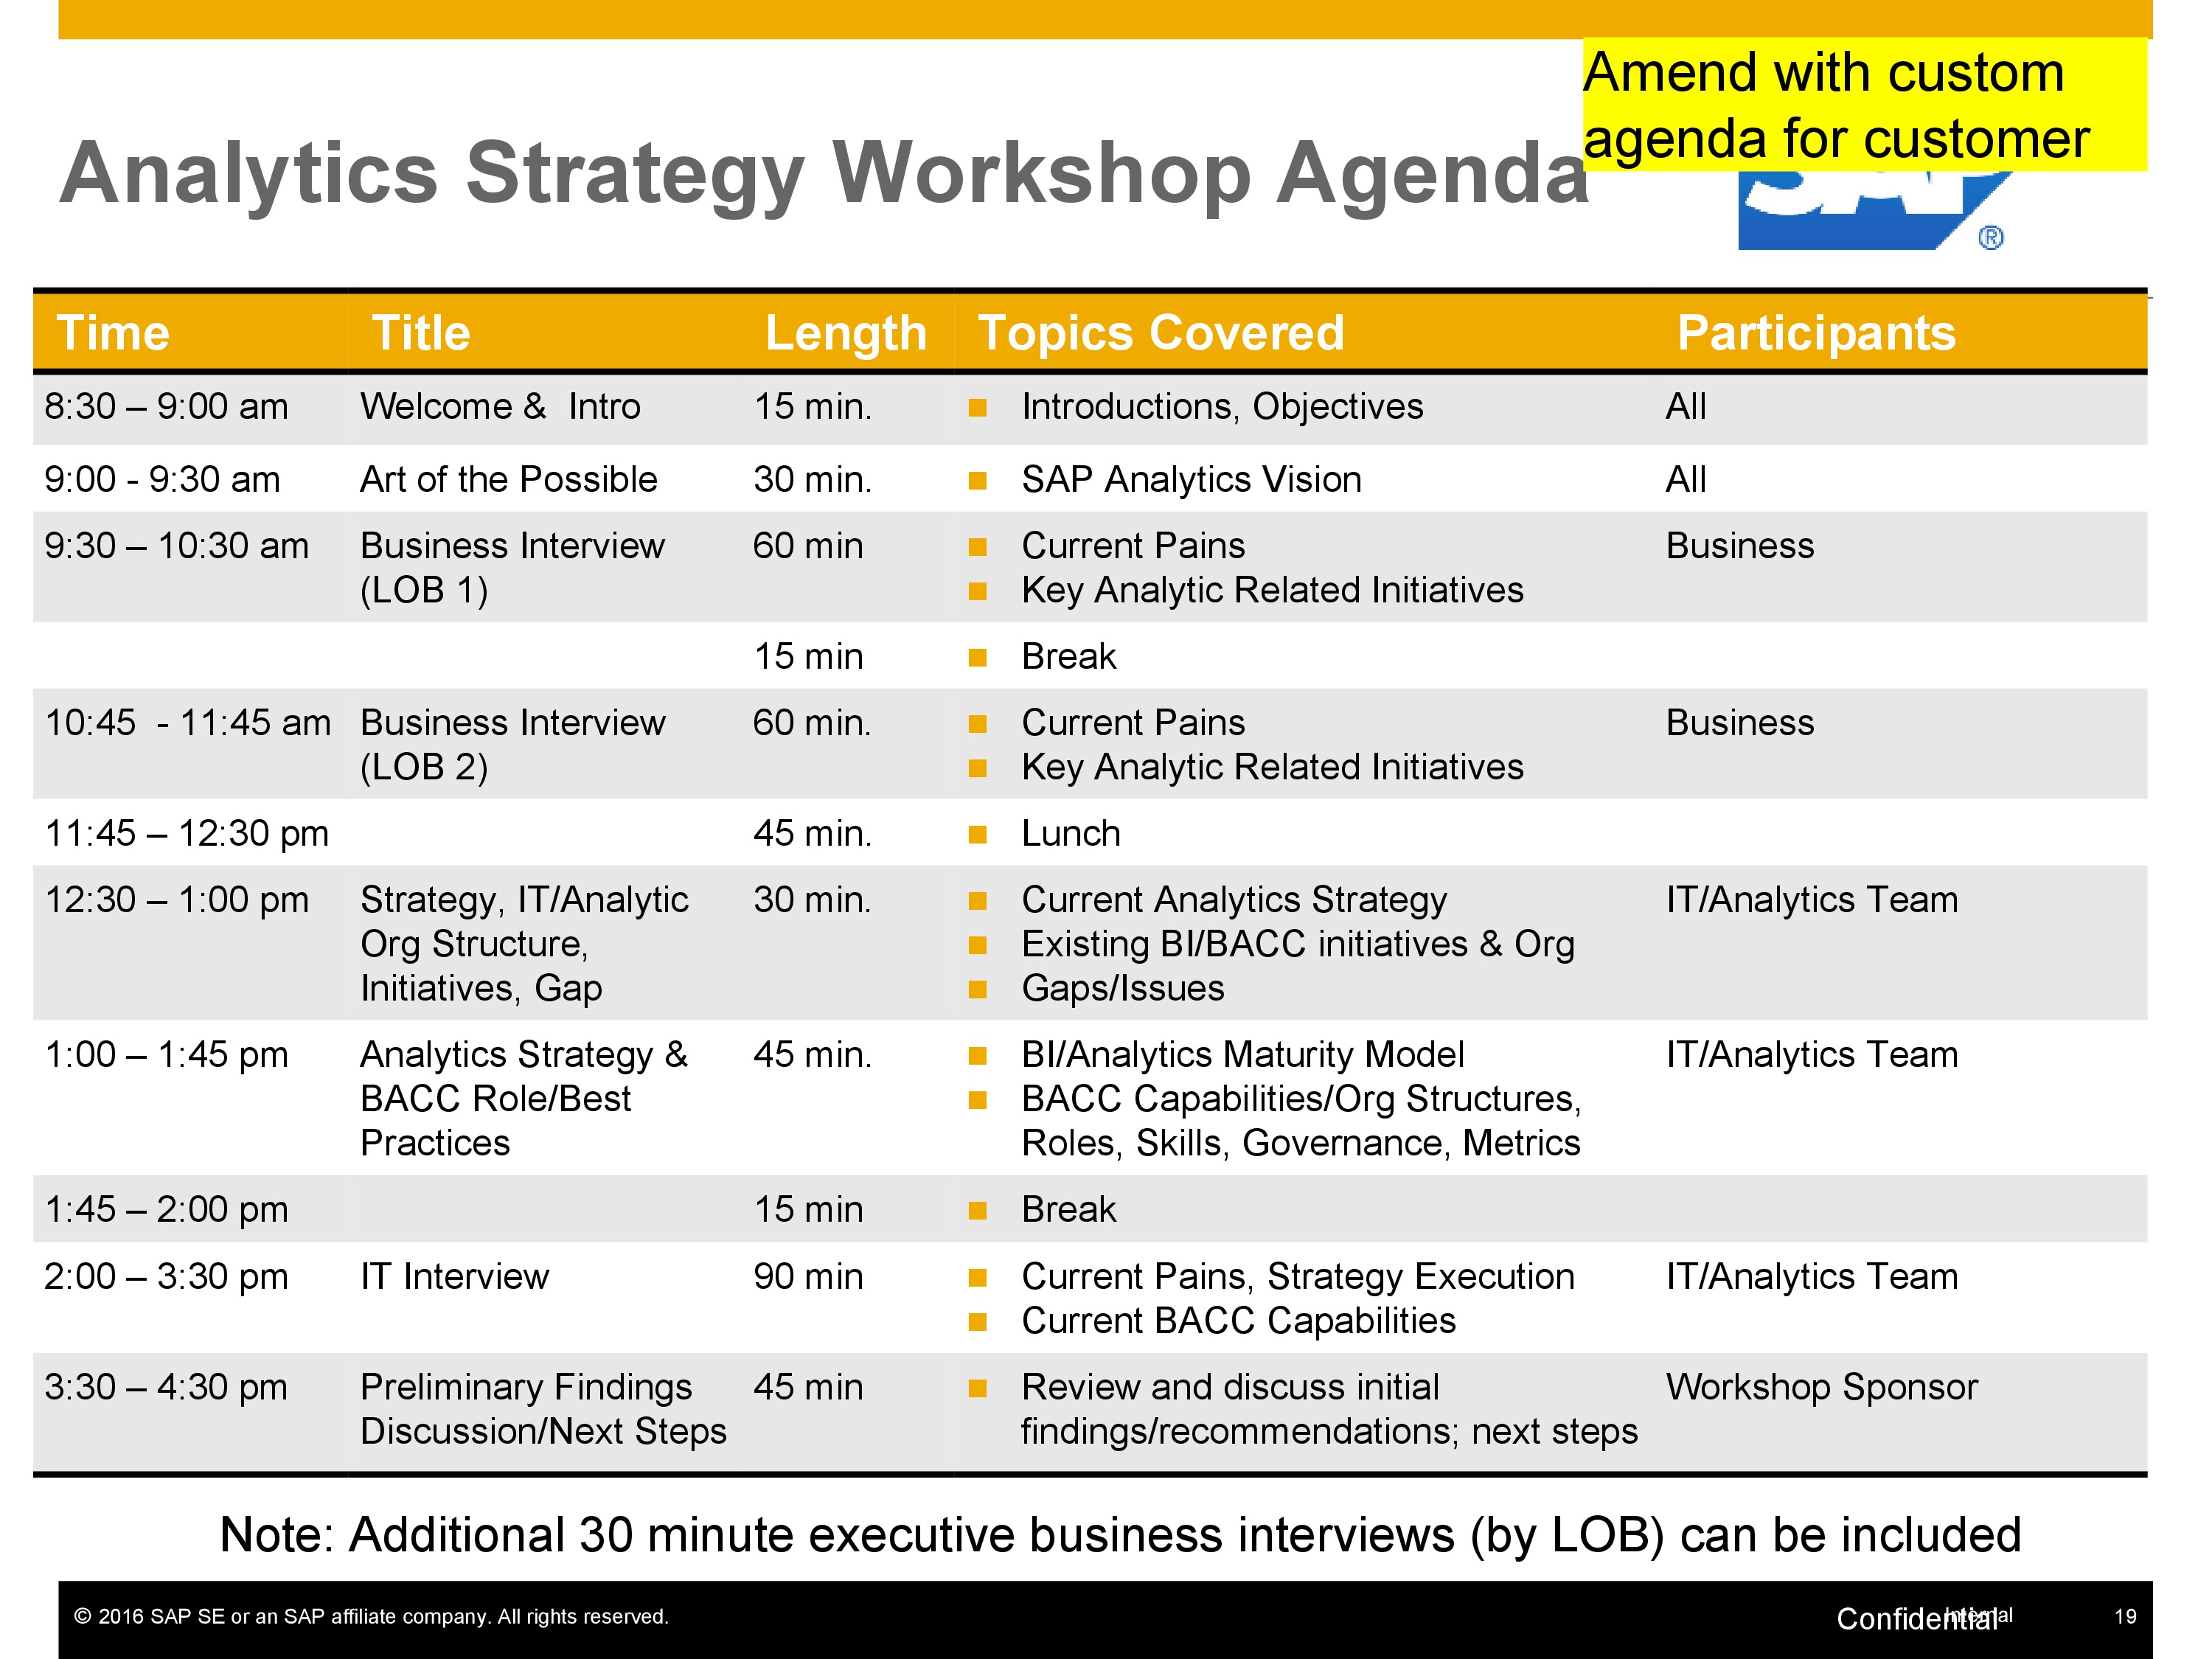 Amend with custom
agenda for customer
Analytics Strategy Workshop Agenda
SAP
®
Time Title Length Topics Covered Participants
8:30 – 9:00 am Welcome &  Intro 15 min. ■ Introductions, Objectives All
9:00 - 9:30 am Art of the Possible 30 min. ■ SAP Analytics Vision All
9:30 – 10:30 am Business Interview 60 min ■ Current Pains Business
(LOB 1) ■ Key Analytic Related Initiatives
15 min ■ Break
10:45  - 11:45 am Business Interview 60 min. ■ Current Pains Business
(LOB 2) ■ Key Analytic Related Initiatives
11:45 – 12:30 pm 45 min. ■ Lunch
12:30 – 1:00 pm Strategy, IT/Analytic 30 min. ■ Current Analytics Strategy IT/Analytics Team
Org Structure, ■ Existing BI/BACC initiatives & Org
Initiatives, Gap ■ Gaps/Issues
1:00 – 1:45 pm Analytics Strategy & 45 min. ■ BI/Analytics Maturity Model IT/Analytics Team
BACC Role/Best ■ BACC Capabilities/Org Structures,
Practices Roles, Skills, Governance, Metrics
1:45 – 2:00 pm 15 min ■ Break
2:00 – 3:30 pm IT Interview 90 min ■ Current Pains, Strategy Execution IT/Analytics Team
■ Current BACC Capabilities
3:30 – 4:30 pm Preliminary Findings 45 min ■ Review and discuss initial Workshop Sponsor
Discussion/Next Steps findings/recommendations; next steps
Note: Additional 30 minute executive business interviews (by LOB) can be included
© 2016 SAP SE or an SAP affiliate company. All rights reserved. Confidential Internal 19